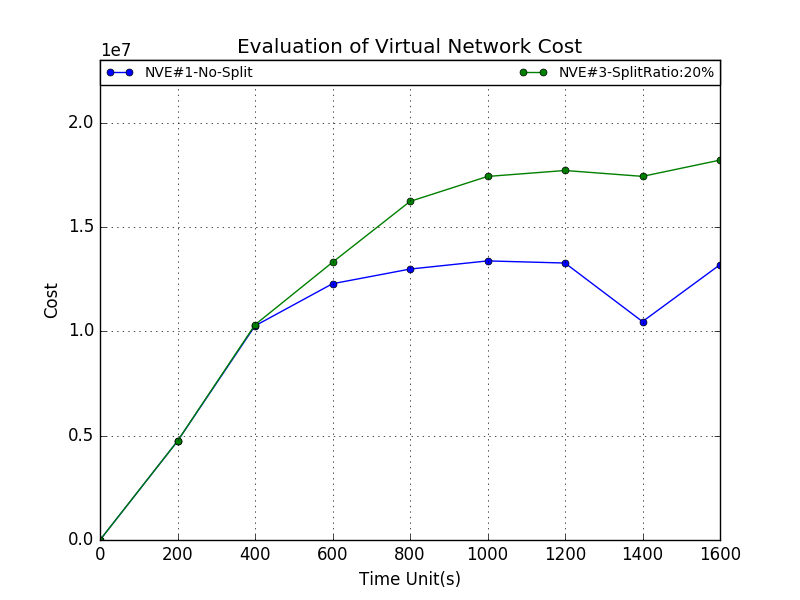 Evaluation of Virtual Network Cost
1e7
NVE#1-No-Split NVE#3-SplitRatio:20%
2.0
1.5
1.0
0.5
0.0
Cost
0 200 400 600 800 1000 1200 1400 1600
Time Unit(s)